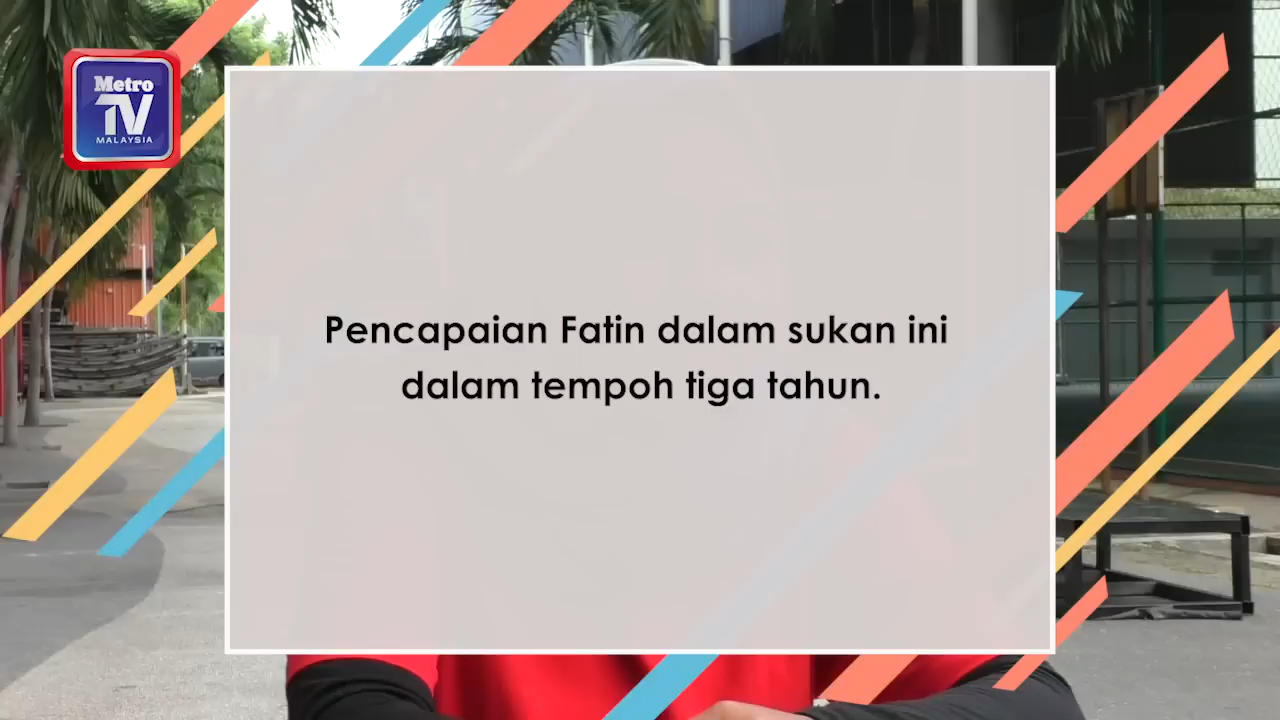 Metro
TV
MALAYSIA
Pencapaian Fatin dalam sukan ini
dalam tempoh tiga tahun.